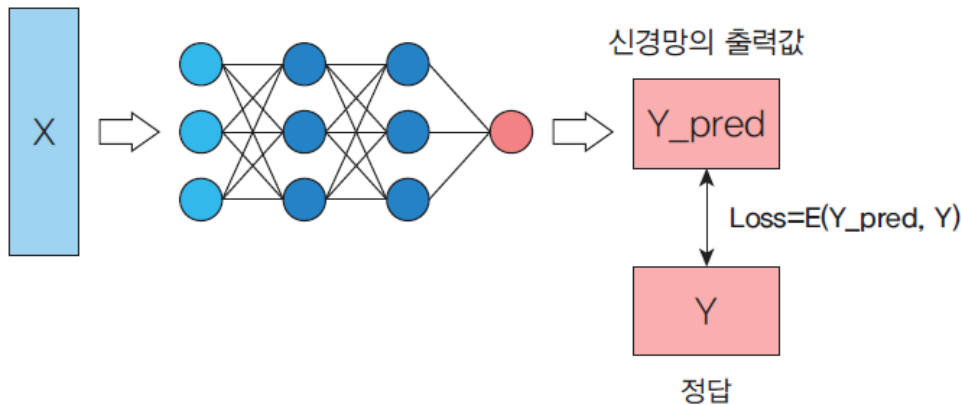 X
신경망의 출력값
Y_pred
Loss=E(Y_pred, Y)
Y
정답